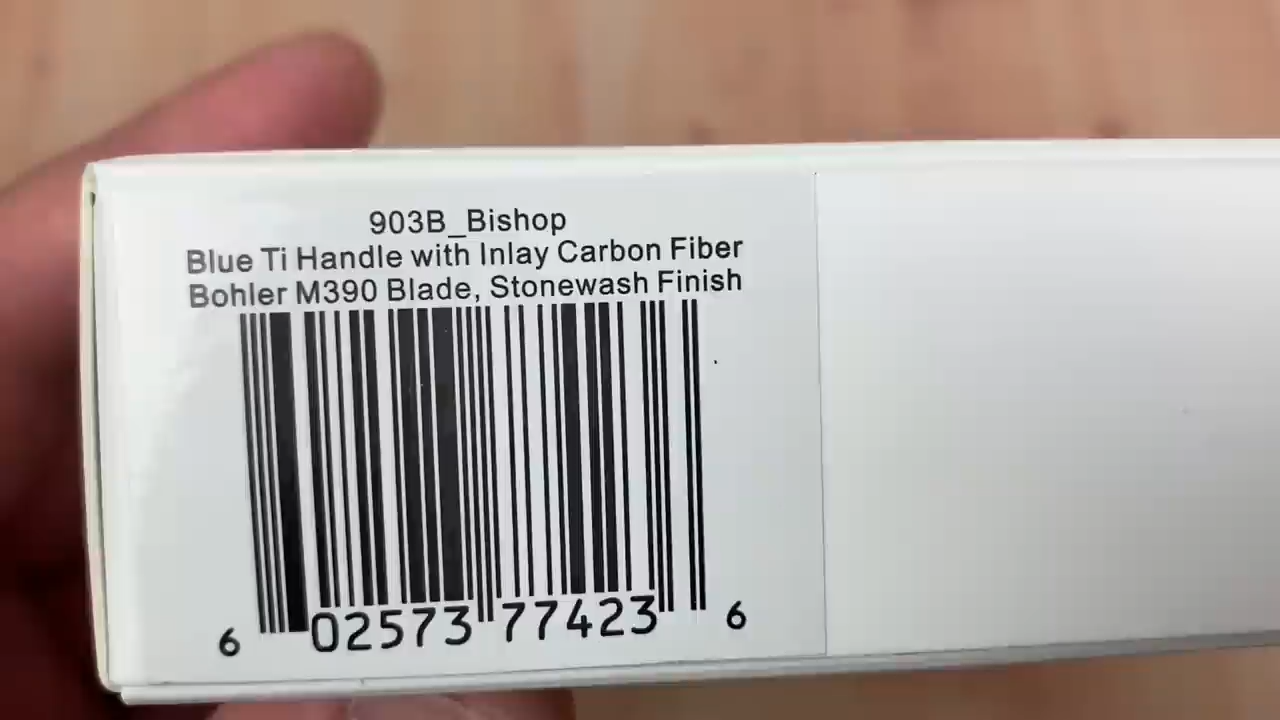 903B_Bishop
Blue Ti Handle with Inlay Carbon Fiber
Bohler M390 Blade, Stonewash Finish
6 02573 77423 6